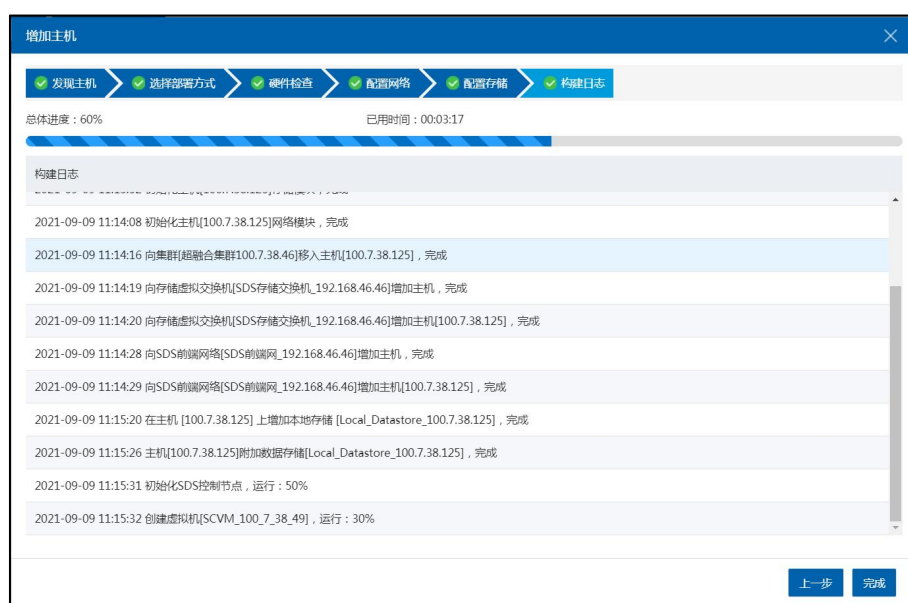 增加主机
发现主机 选择部署方式 硬件检查 配置网络 配置存储 构建日志
总体进度：60% 已用时间：00:03:17
构建日志
2021-09-09 11:14:08 初始化主机[100.7.38.125]网络模块，完成
2021-09-09 11:14:16 向集群[超融合集群100.7.38.46]移入主机[100.7.38.125]，完成
2021-09-09 11:14:19 向存储虚拟交换机[SDS存储交换机_192.168.46.46]增加主机，完成
2021-09-09 11:14:20 向存储虚拟交换机[SDS存储交换机_192.168.46.46]增加主机[100.7.38.125]，完成
2021-09-09 11:14:28 向SDS前端网络[SDS前端网_192.168.46.46]增加主机，完成
2021-09-09 11:14:29 向SDS前端网络[SDS前端网_192.168.46.46]增加主机[100.7.38.125]，完成
2021-09-09 11:15:20 在主机 [100.7.38.125] 上增加本地存储 [Local_Datastore_100.7.38.125]，完成
2021-09-09 11:15:26 主机[100.7.38.125]附加数据存储[Local_Datastore_100.7.38.125]，完成
2021-09-09 11:15:31 初始化SDS控制节点，运行：50%
2021-09-09 11:15:32 创建虚拟机[SCVM_100_7_38_49]，运行：30%
上一步 完成